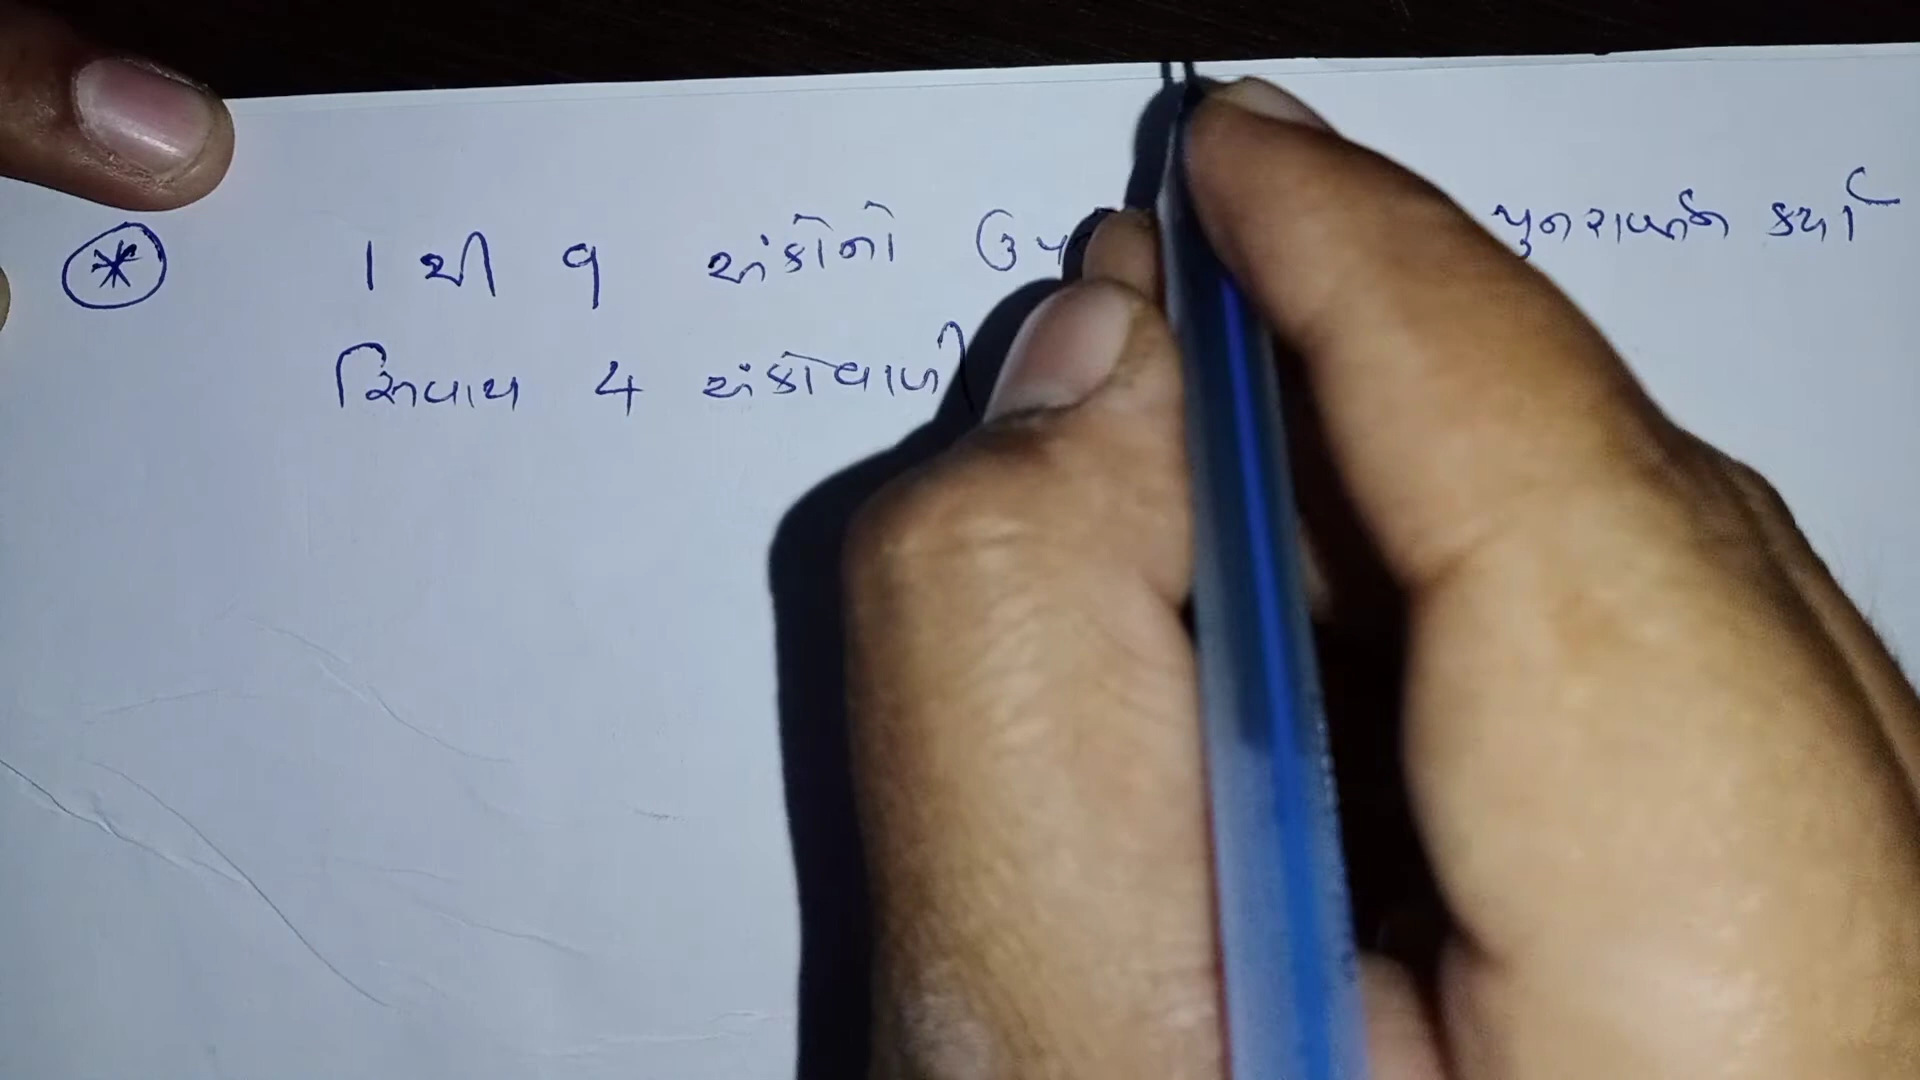 * 1 થી 9 અંકોનો ઉપ પુનરાવર્તન કર્યા
સિવાય 4 અંકોવાળી